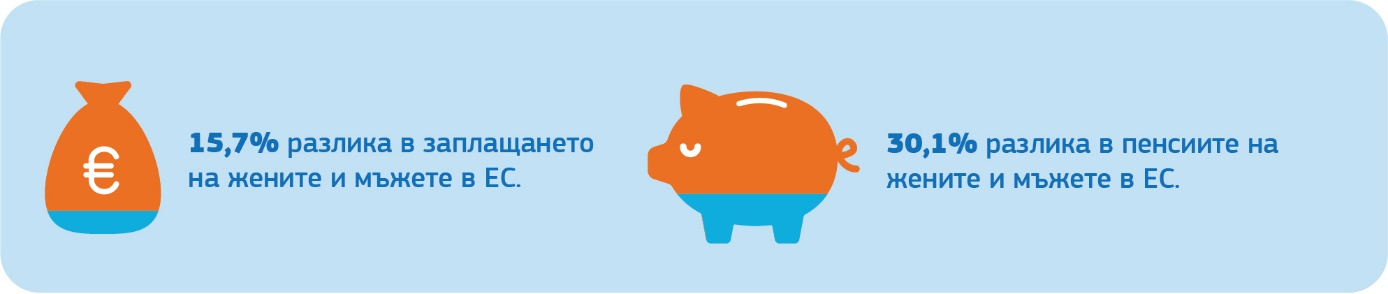 €
15,7% разлика в заплащането
на жените и мъжете в ЕС.
30,1% разлика в пенсиите на
жените и мъжете в ЕС.